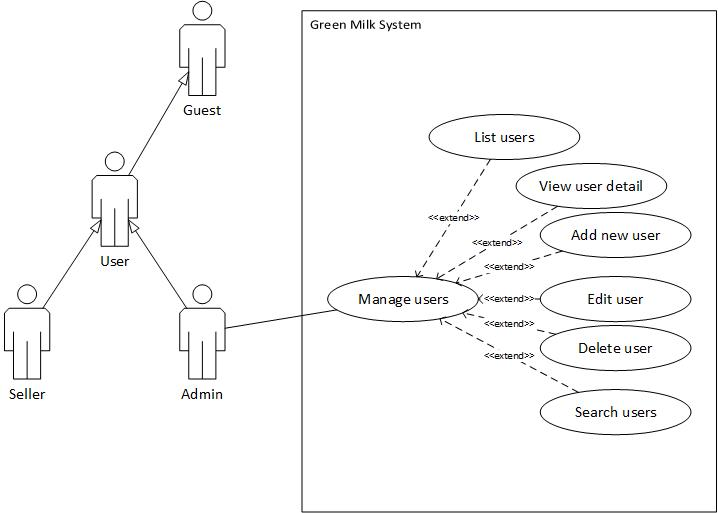 Green Milk System
Guest
List users
View user detail
<<extend>>
Add new user
<<extend>>
User
<<extend>>
Manage users
<<extend>>
Edit user
<<extend>>
Delete user
<<extend>>
Seller
Admin
Search users